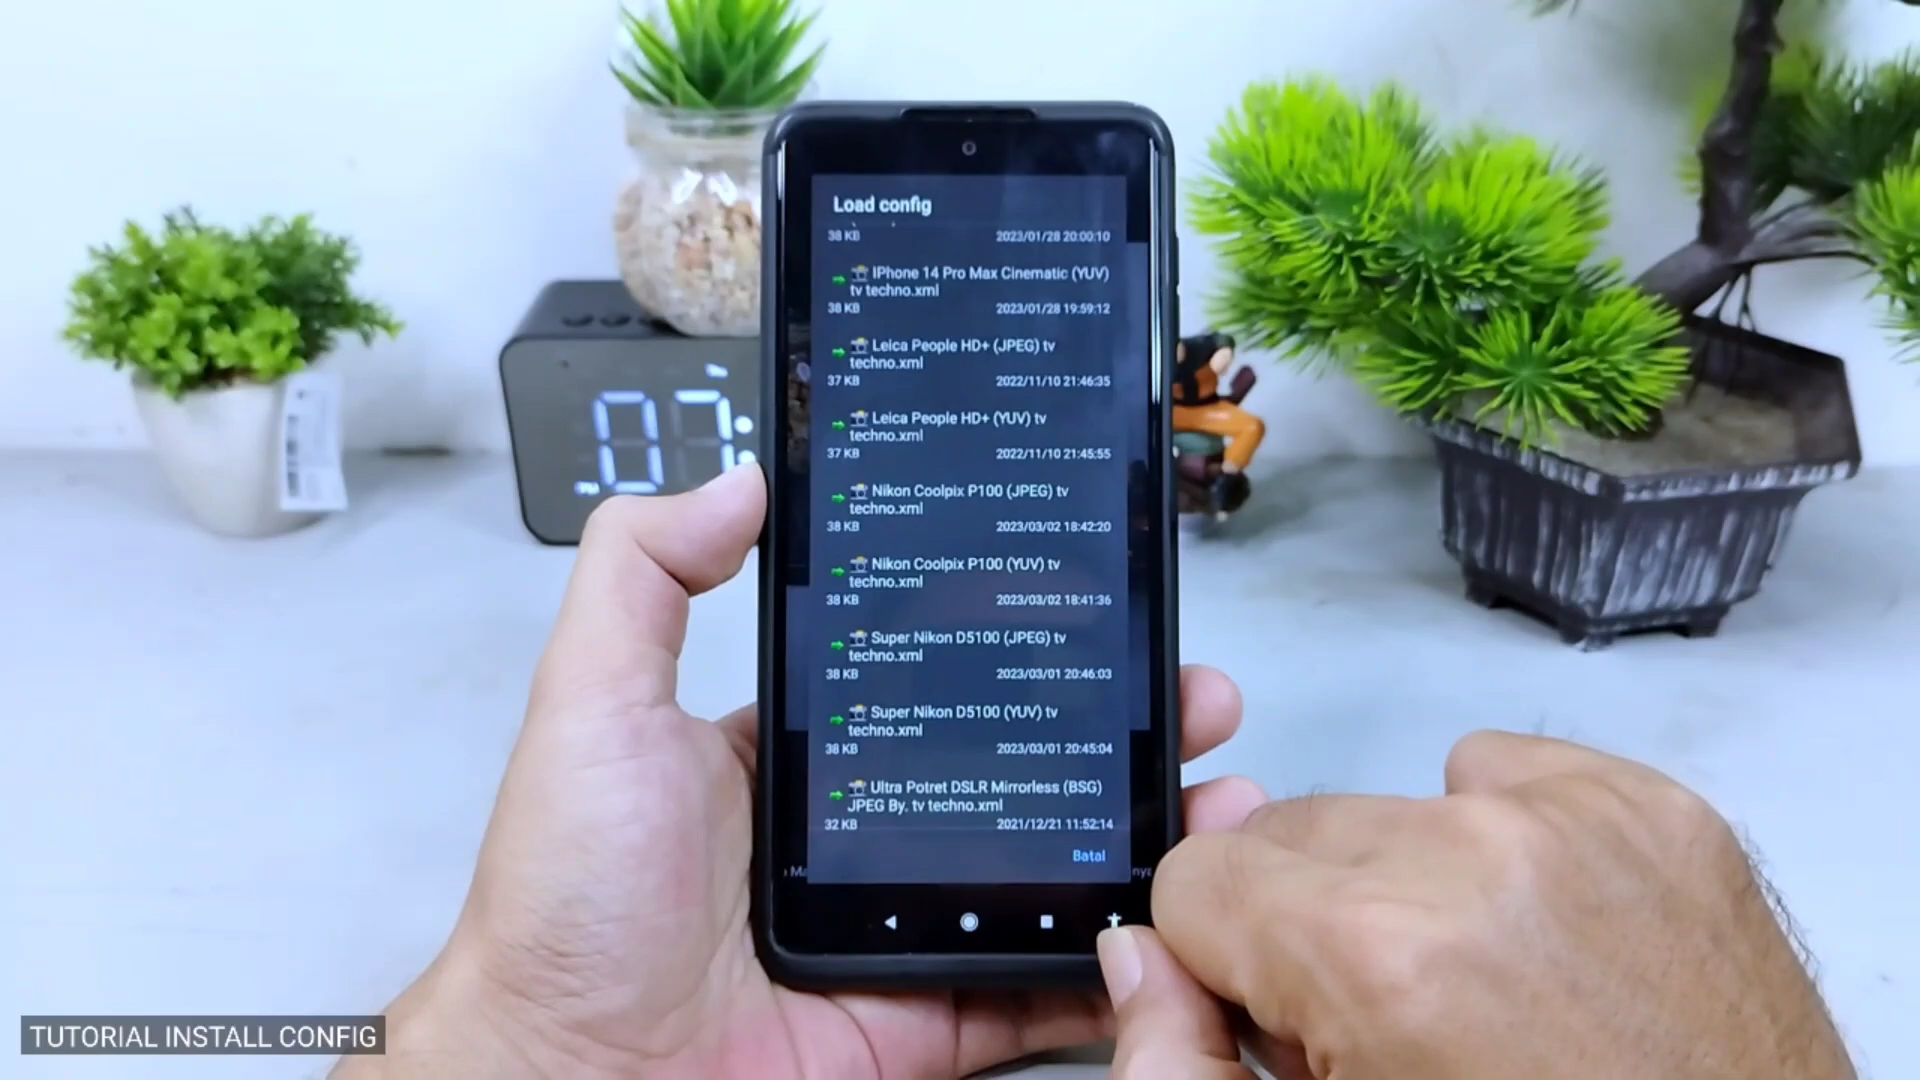 Load config
38 KB 2023/01/28 20:00:10
IPhone 14 Pro Max Cinematic (YUV)
tv techno.xml
38 KB 2023/01/28 19:59:12
Leica People HD+ (JPEG) tv
techno.xml
37 KB 2022/11/10 21:46:35
Leica People HD+ (YUV) tv
techno.xml
37 KB 2022/11/10 21:45:55
Nikon Coolpix P100 (JPEG) tv
techno.xml
38 KB 2023/03/02 18:42:20
Nikon Coolpix P100 (YUV) tv
techno.xml
38 KB 2023/03/02 18:41:36
Super Nikon D5100 (JPEG) tv
techno.xml
38 KB 2023/03/01 20:46:03
Super Nikon D5100 (YUV) tv
techno.xml
38 KB 2023/03/01 20:45:04
Ultra Potret DSLR Mirrorless (BSG)
JPEG By. tv techno.xml
32 KB 2021/12/21 11:52:14
Batal
07:
TUTORIAL INSTALL CONFIG